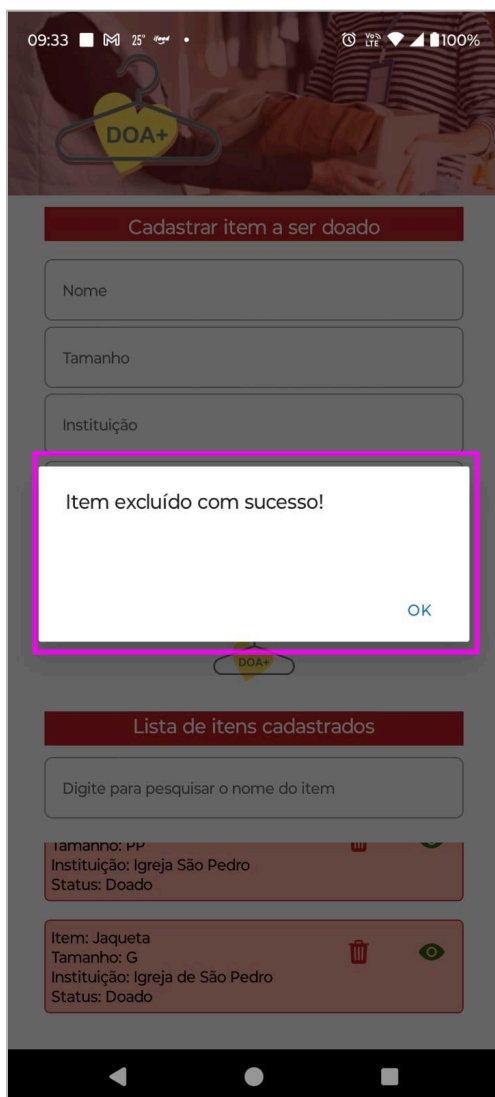 09:33 25° ifood VoLTE 100%
DOA+
Cadastrar item a ser doado
Nome
Tamanho
Instituição
Item excluído com sucesso!
OK
DOA+
Lista de itens cadastrados
Digite para pesquisar o nome do item
Tamanho: PP
Instituição: Igreja São Pedro
Status: Doado
Item: Jaqueta
Tamanho: G
Instituição: Igreja de São Pedro
Status: Doado